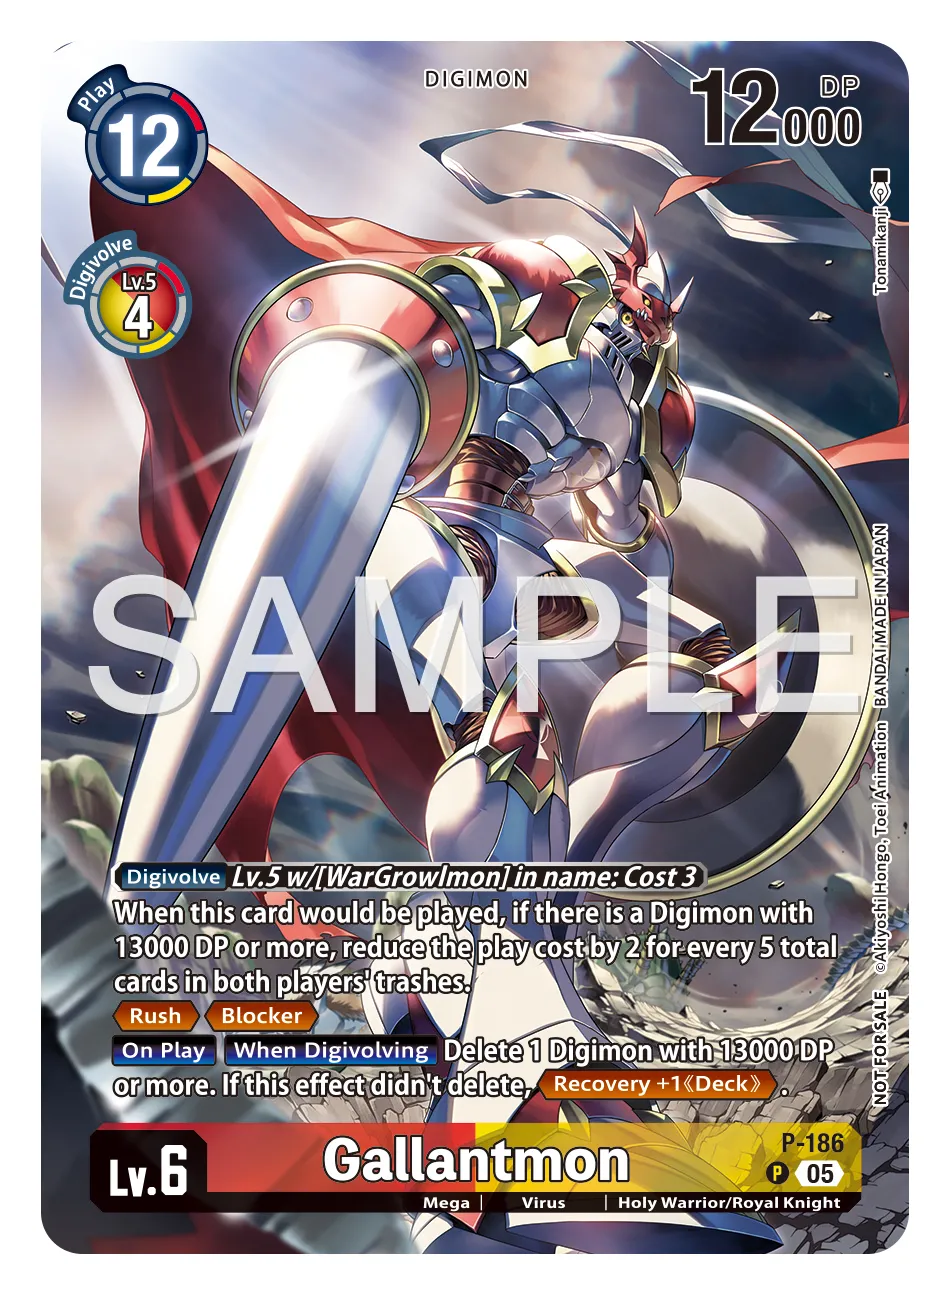 DIGIMON
Play
12
12000 DP
Digivolve
Lv.5
4
Tonamikanji
SAMPLE
©Akiyoshi Hongo, Toei Animation BANDAI MADE IN JAPAN
NOT FOR SALE
Digivolve Lv.5 w/[WarGrowlmon] in name: Cost 3
When this card would be played, if there is a Digimon with
13000 DP or more, reduce the play cost by 2 for every 5 total
cards in both players' trashes.
Rush Blocker
On Play When Digivolving Delete 1 Digimon with 13000 DP
or more. If this effect didn't delete, Recovery +1《Deck》.
Lv.6
Gallantmon
P-186
P 05
Mega | Virus | Holy Warrior/Royal Knight